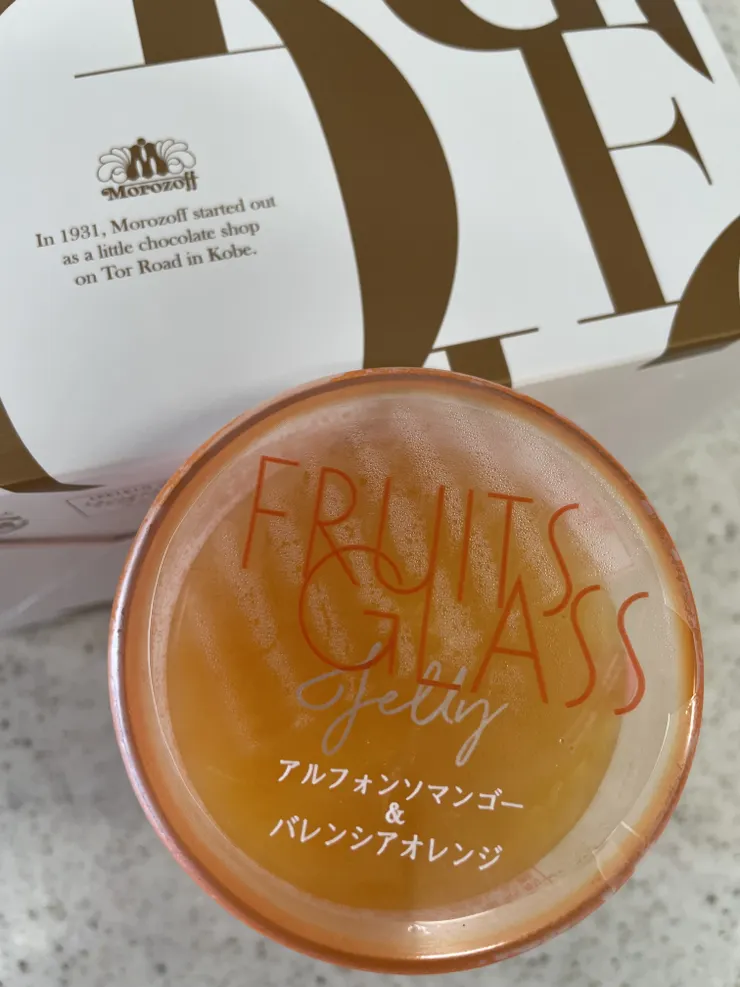 Morozoff
In 1931, Morozoff started out
as a little chocolate shop
on Tor Road in Kobe.
FRUITS
GLASS
Jelly
アルフォンソマンゴー
&
バレンシアオレンジ